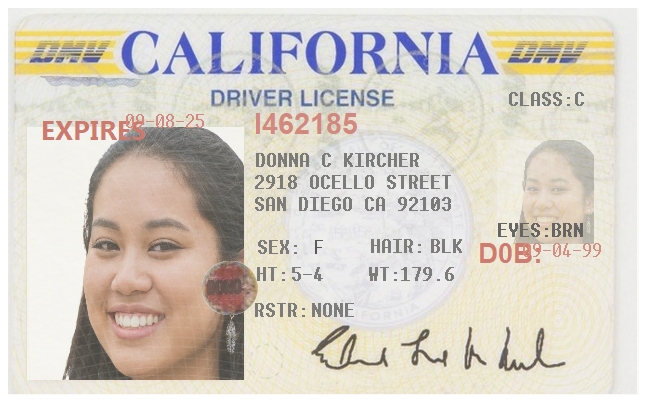 DMV CALIFORNIA DMV
DRIVER LICENSE
CLASS:C
EXPIRES 09-08-25
I462185
DONNA C KIRCHER
2918 OCELLO STREET
SAN DIEGO CA 92103
EYES:BRN
SEX: F HAIR: BLK
DOB: 09-04-99
HT:5-4 WT:179.6
RSTR: NONE